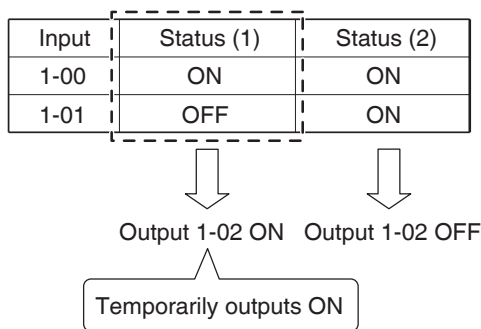 Input Status (1) Status (2)
1-00 ON ON
1-01 OFF ON
Output 1-02 ON Output 1-02 OFF
Temporarily outputs ON